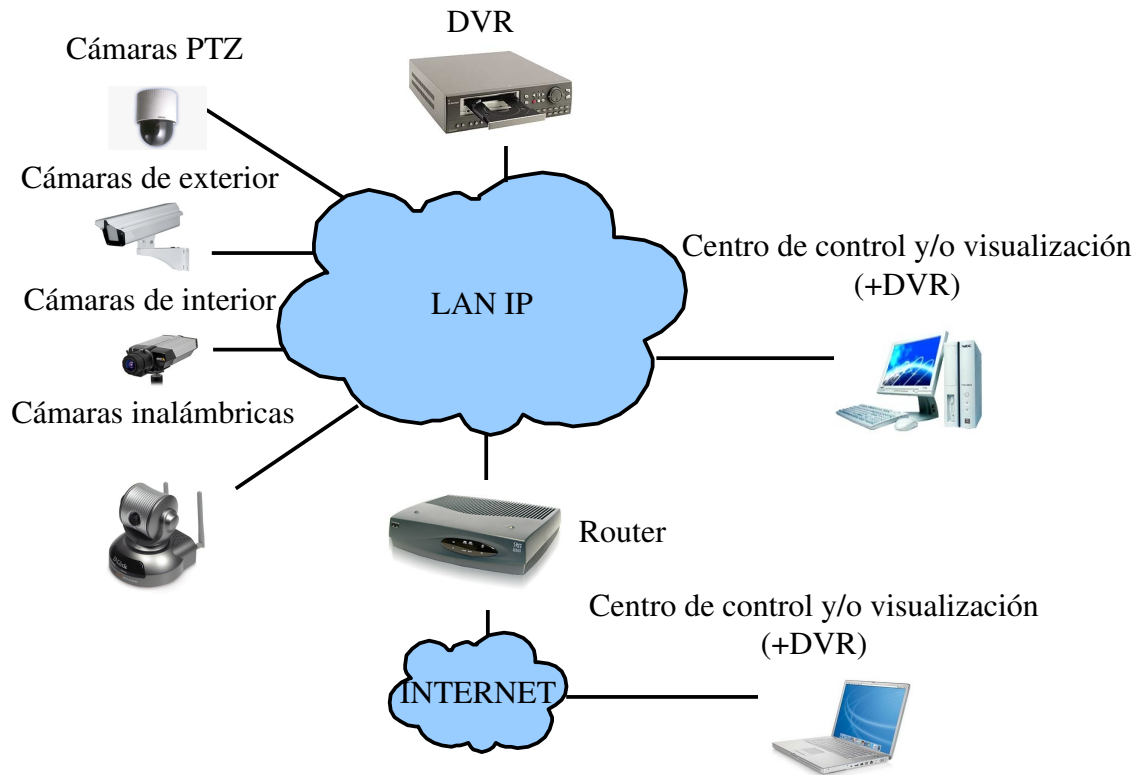 DVR
Cámaras PTZ
Cámaras de exterior
Cámaras de interior
Cámaras inalámbricas
LAN IP
Centro de control y/o visualización
(+DVR)
Router
Centro de control y/o visualización
(+DVR)
INTERNET